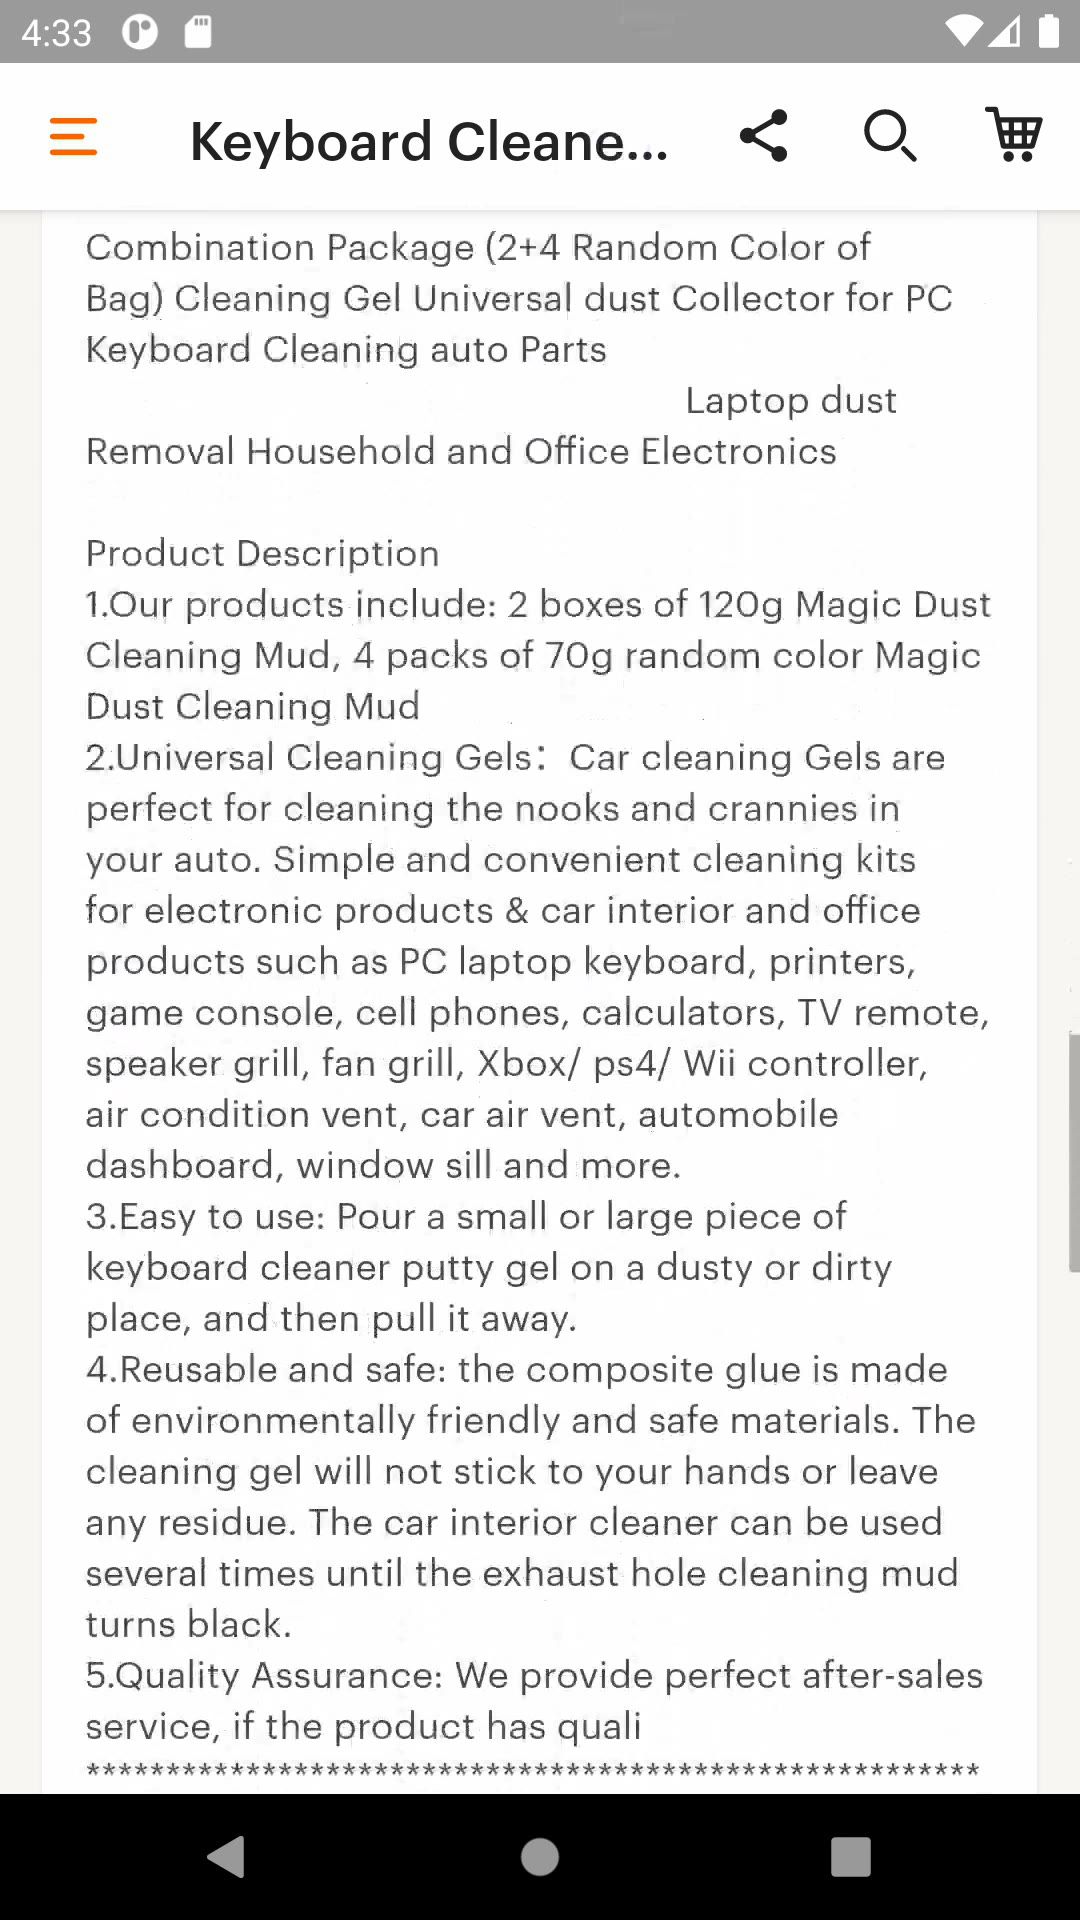 4:33
Keyboard Cleane...
Combination Package (2+4 Random Color of
Bag) Cleaning Gel Universal dust Collector for PC
Keyboard Cleaning auto Parts
Laptop dust
Removal Household and Office Electronics
Product Description
1.Our products include: 2 boxes of 120g Magic Dust
Cleaning Mud, 4 packs of 70g random color Magic
Dust Cleaning Mud
2.Universal Cleaning Gels：Car cleaning Gels are
perfect for cleaning the nooks and crannies in
your auto. Simple and convenient cleaning kits
for electronic products & car interior and office
products such as PC laptop keyboard, printers,
game console, cell phones, calculators, TV remote,
speaker grill, fan grill, Xbox/ ps4/ Wii controller,
air condition vent, car air vent, automobile
dashboard, window sill and more.
3.Easy to use: Pour a small or large piece of
keyboard cleaner putty gel on a dusty or dirty
place, and then pull it away.
4.Reusable and safe: the composite glue is made
of environmentally friendly and safe materials. The
cleaning gel will not stick to your hands or leave
any residue. The car interior cleaner can be used
several times until the exhaust hole cleaning mud
turns black.
5.Quality Assurance: We provide perfect after-sales
service, if the product has quali
********************************************************